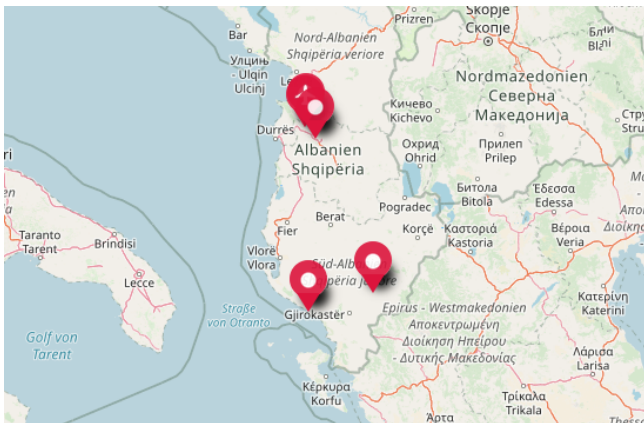 Prizren
Skopje
Скопје
Bar
Улцињ
- Ulqin
Ulcinj
Nord-Albanien
Shqipëria veriore
Nordmazedonien
Северна
Македонија
Кичево
Kichevo
Durrës
Albanien
Shqipëria
Охрид
Ohrid
Прилеп
Prilep
Битола
Bitola
Έδεσσα
Edessa
Pogradec
Berat
Korçë
Καστοριά
Kastoria
Βέροια
Veria
Fier
Vlorë
Vlora
Taranto
Tarent
Brindisi
Lecce
Straße
von Otranto
Golf von
Tarent
Gjirokastër
Epirus - Westmakedonien
Αποκεντρωμένη
Διοίκηση Ηπείρου
- Δυτικής Μακεδονίας
Κατερίνη
Katerini
Λάρισα
Larisa
Κέρκυρα
Korfu
Τρίκαλα
Trikala
Άρτα